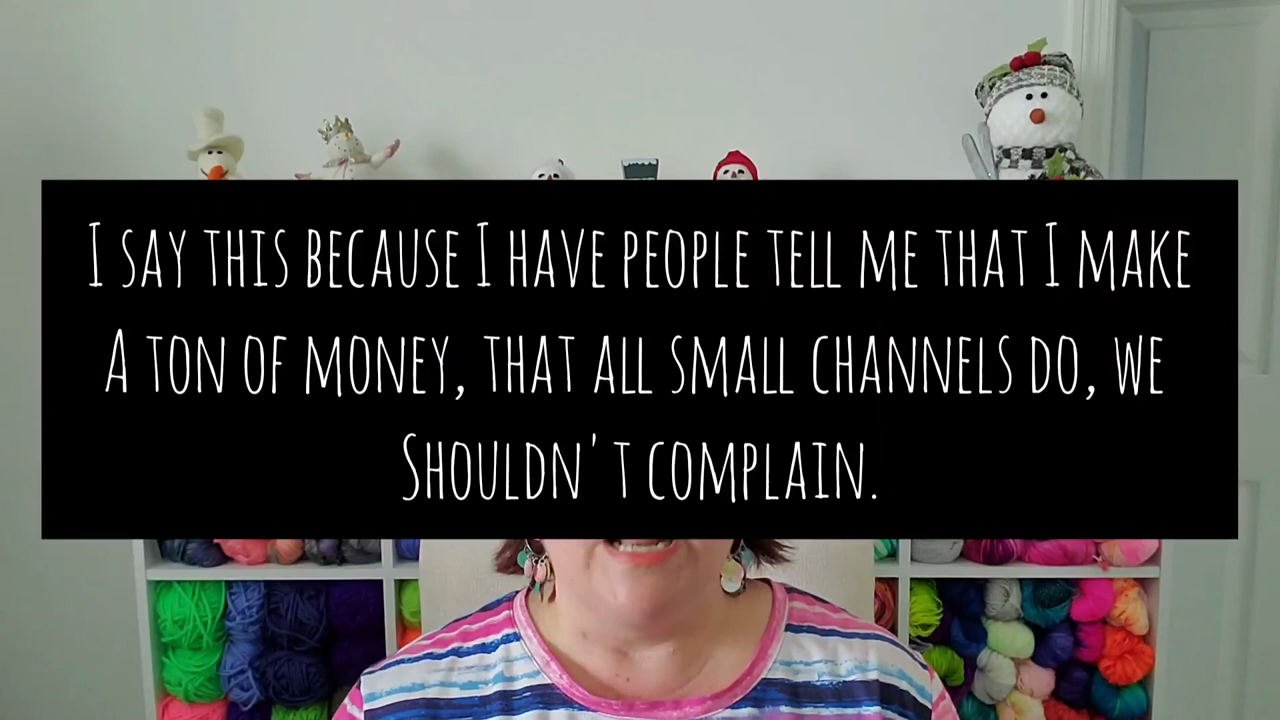 I say this because I have people tell me that I make
a ton of money, that all small channels do, we
shouldn't complain.